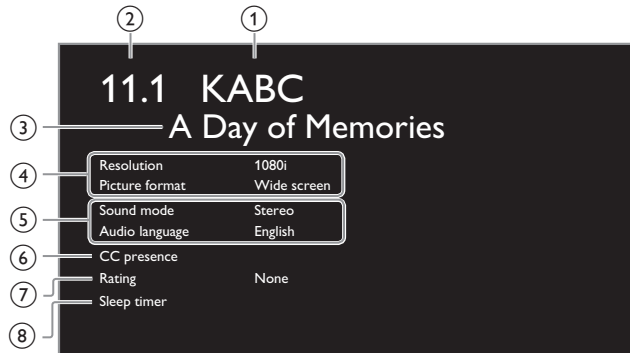 ② ①
11.1 KABC
③ A Day of Memories
④ Resolution 1080i
Picture format Wide screen
⑤ Sound mode Stereo
Audio language English
⑥ CC presence
⑦ Rating None
⑧ Sleep timer